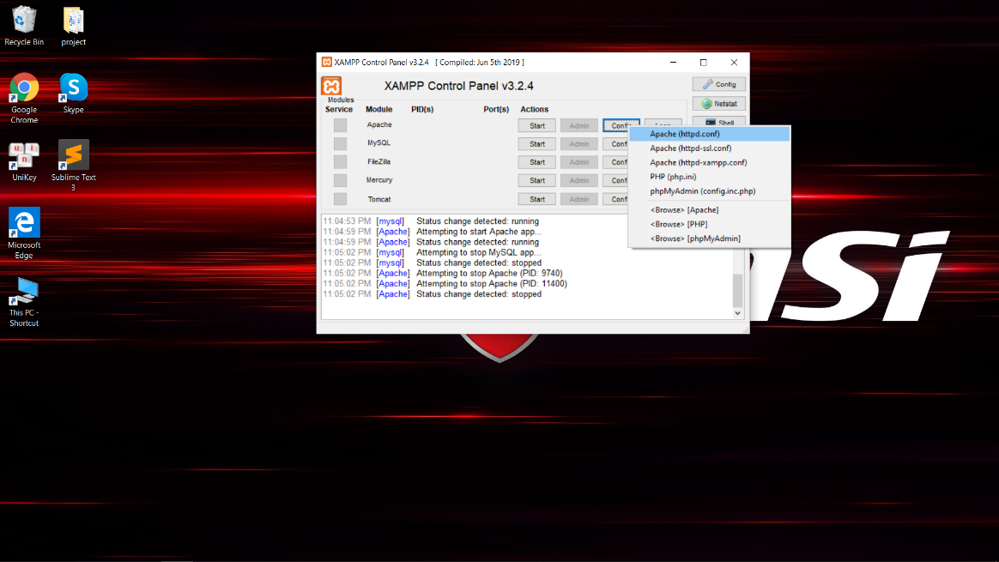 Recycle Bin
project
Google
Chrome
Skype
UniKey
Sublime Text
3
Microsoft
Edge
This PC -
Shortcut
XAMPP Control Panel v3.2.4 [ Compiled: Jun 5th 2019 ]
XAMPP Control Panel v3.2.4
Config
Netstat
Shell
Modules
Service Module PID(s) Port(s) Actions
Apache Start Admin
MySQL Start Admin
FileZilla Start Admin
Mercury Start Admin
Tomcat Start Admin
Apache (httpd.conf)
Apache (httpd-ssl.conf)
Apache (httpd-xampp.conf)
PHP (php.ini)
phpMyAdmin (config.inc.php)
<Browse> [Apache]
<Browse> [PHP]
<Browse> [phpMyAdmin]
11:04:53 PM [mysql] Status change detected: running
11:04:59 PM [Apache] Attempting to start Apache app...
11:04:59 PM [Apache] Status change detected: running
11:05:02 PM [mysql] Attempting to stop MySQL app...
11:05:02 PM [mysql] Status change detected: stopped
11:05:02 PM [Apache] Attempting to stop Apache (PID: 9740)
11:05:02 PM [Apache] Attempting to stop Apache (PID: 11400)
11:05:02 PM [Apache] Status change detected: stopped